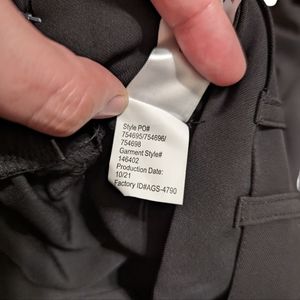 Style PO#
754695/754696/
754698
Garment Style#
146402
Production Date:
10/21
Factory ID#AGS-4790